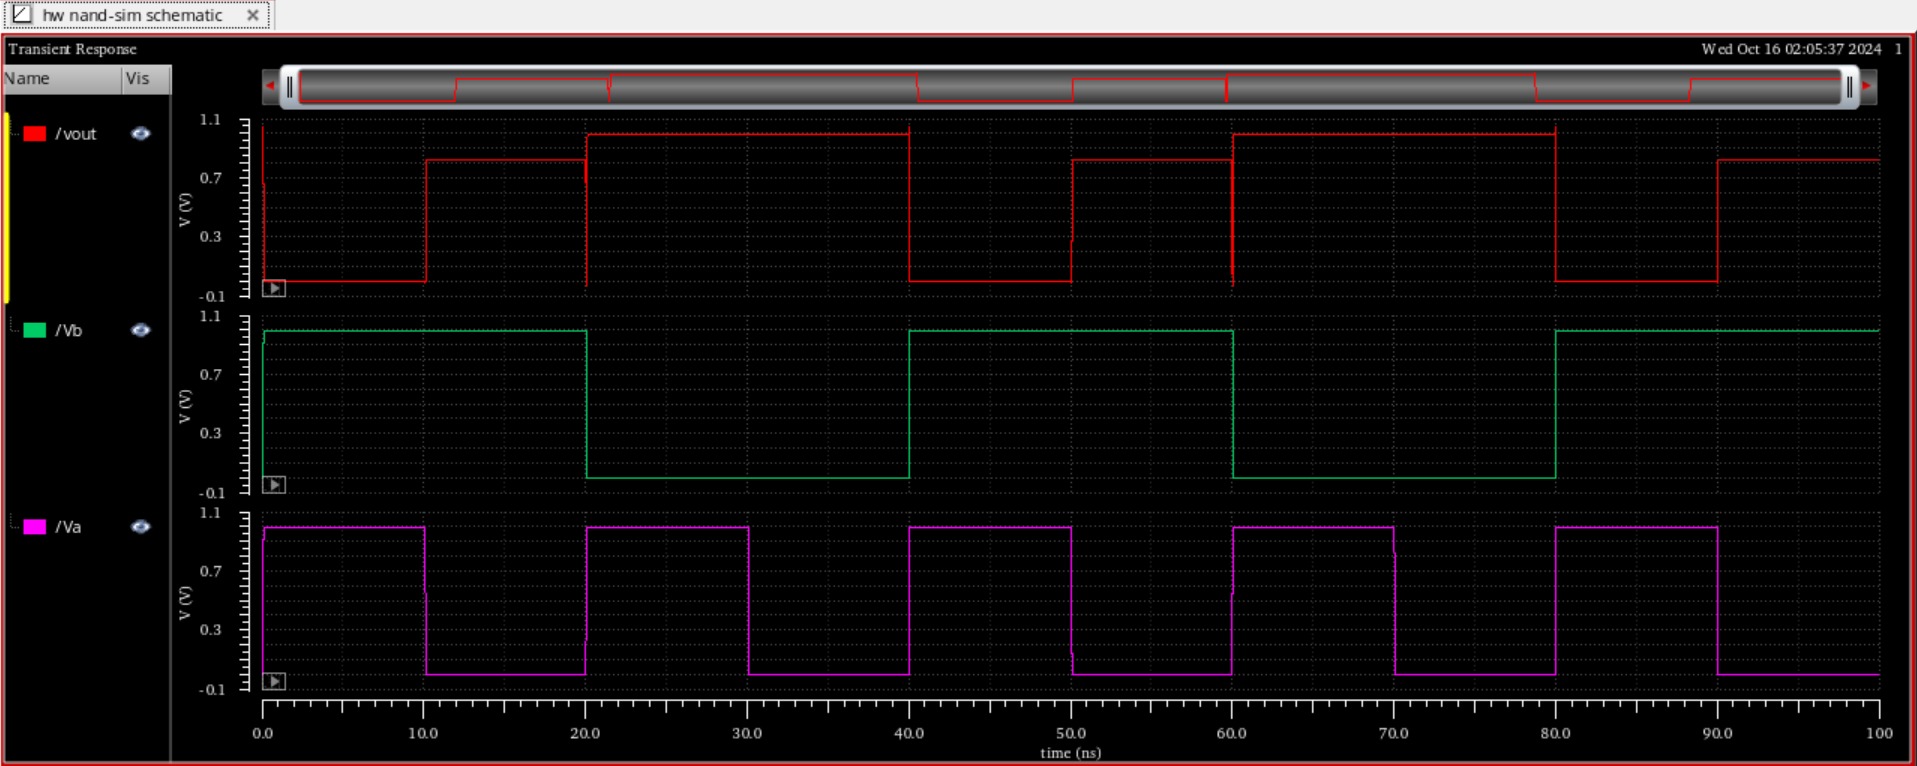 hw nand-sim schematic ×
Transient Response
Wed Oct 16 02:05:37 2024 1
Name Vis
/vout
1.1
0.7
0.3
-0.1
V (V)
/Vb
1.1
0.7
0.3
-0.1
V (V)
/Va
1.1
0.7
0.3
-0.1
V (V)
0.0 10.0 20.0 30.0 40.0 50.0 60.0 70.0 80.0 90.0 100
time (ns)